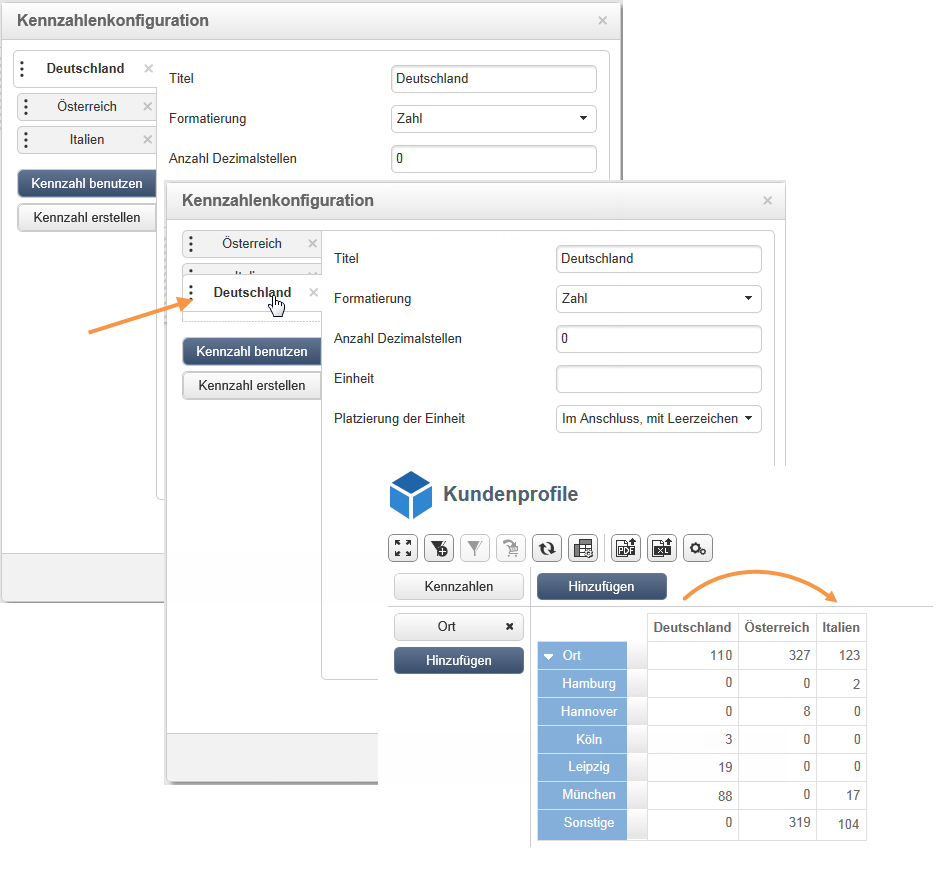 Kennzahlenkonfiguration
Deutschland
Titel
Deutschland
Österreich
Formatierung
Zahl
Italien
Anzahl Dezimalstellen
0
Kennzahl benutzen
Kennzahl erstellen
Kennzahlenkonfiguration
Österreich
Titel
Deutschland
Deutschland
Formatierung
Zahl
Anzahl Dezimalstellen
0
Kennzahl benutzen
Kennzahl erstellen
Einheit
Platzierung der Einheit
Im Anschluss, mit Leerzeichen
Kundenprofile
PDF
XL
Kennzahlen
Hinzufügen
Ort
Hinzufügen
Deutschland Österreich Italien
Ort 110 327 123
Hamburg 0 0 2
Hannover 0 8 0
Köln 3 0 0
Leipzig 19 0 0
München 88 0 17
Sonstige 0 319 104